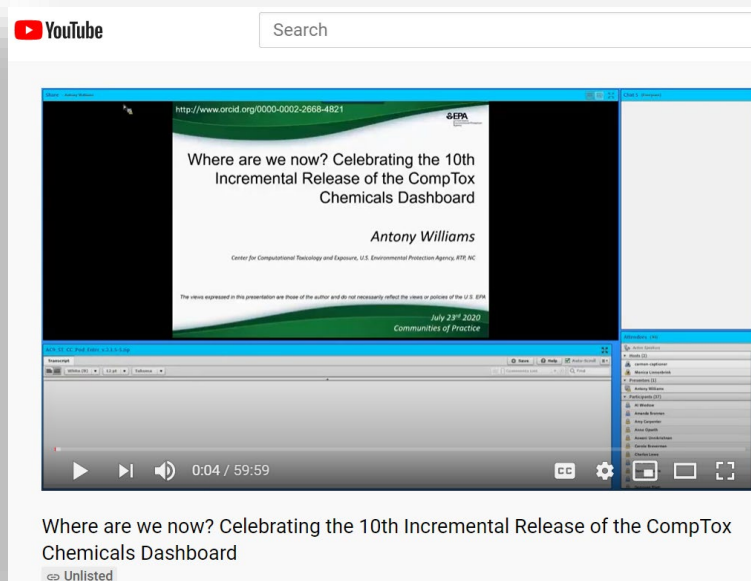 YouTube
Search
http://www.orcid.org/0000-0002-2668-4821
EPA
Where are we now? Celebrating the 10th
Incremental Release of the CompTox
Chemicals Dashboard
Antony Williams
Center for Computational Toxicology and Exposure, U.S. Environmental Protection Agency, RTP, NC
The views expressed in this presentation are those of the author and do not necessarily reflect the views or policies of the U.S. EPA
July 23rd 2020
Communities of Practice
Transcript
Save
Help
0:04 / 59:59
CC
Antony Williams
Where are we now? Celebrating the 10th Incremental Release of the CompTox
Chemicals Dashboard
Unlisted